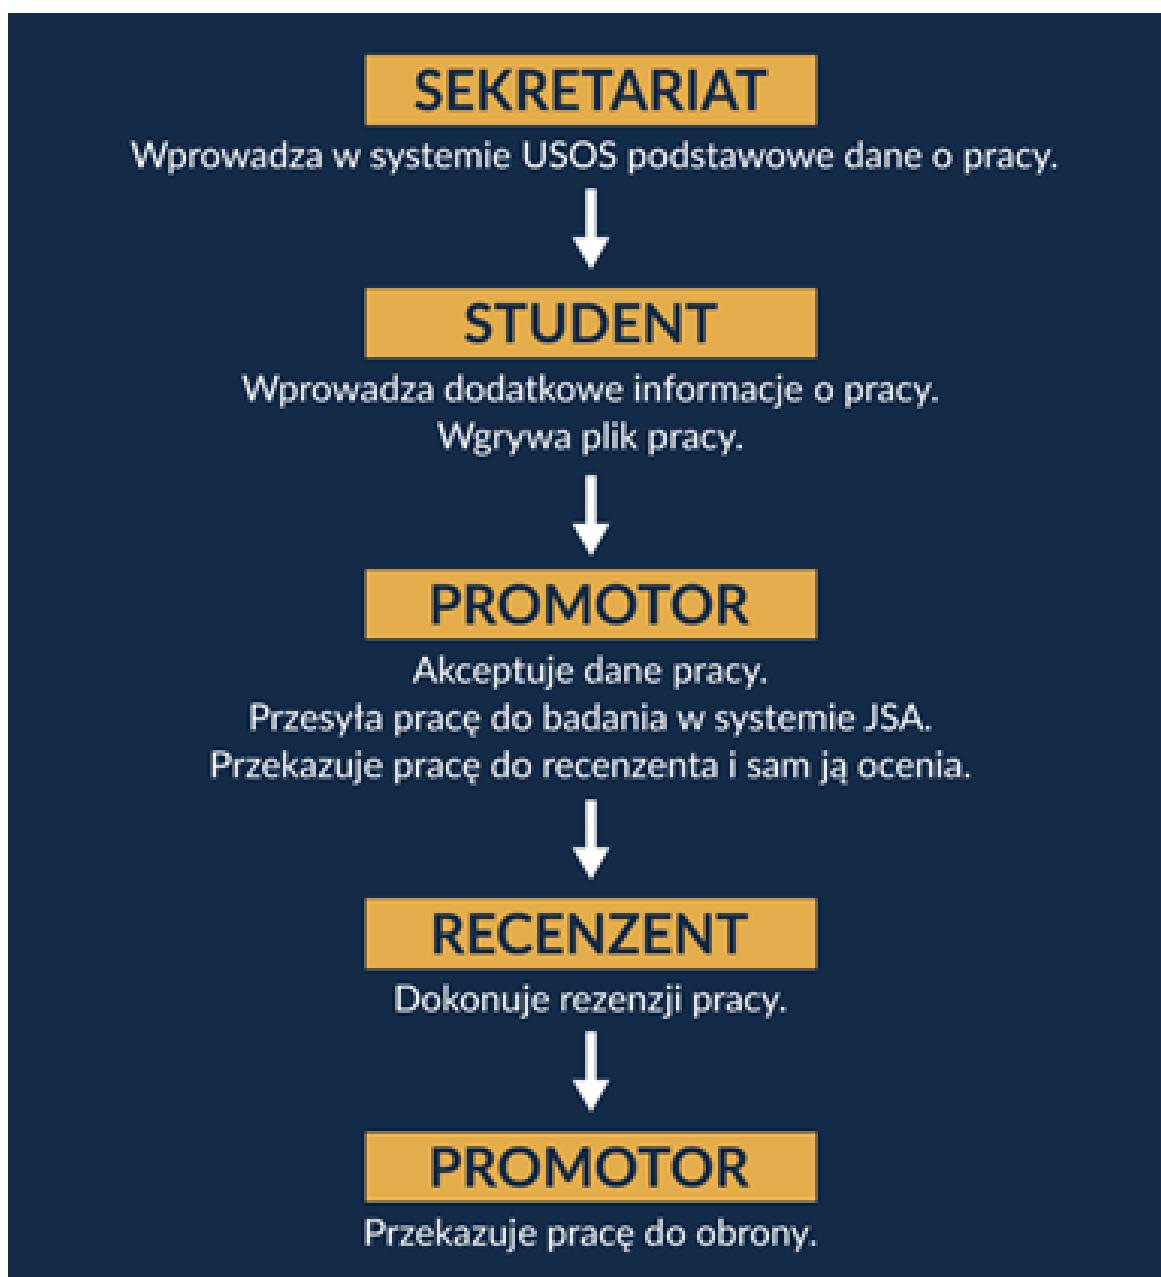 SEKRETARIAT
Wprowadza w systemie USOS podstawowe dane o pracy.
STUDENT
Wprowadza dodatkowe informacje o pracy.
Wgrywa plik pracy.
PROMOTOR
Akceptuje dane pracy.
Przesyła pracę do badania w systemie JSA.
Przekazuje pracę do recenzenta i sam ją ocenia.
RECENZENT
Dokonuje rezenzji pracy.
PROMOTOR
Przekazuje pracę do obrony.